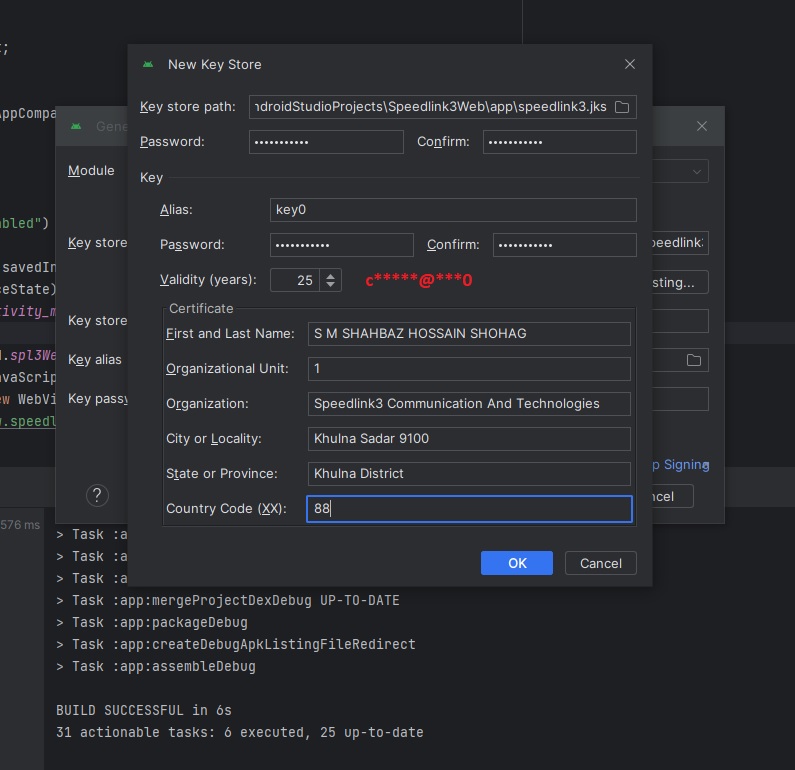 t;
New Key Store
Key store path: ndroidStudioProjects\Speedlink3Web\app\speedlink3.jks
AppCompa
Gene
Password: ••••••••••• Confirm: •••••••••••
Module
Key
Alias: key0
abled")
Key store
Password: ••••••••••• Confirm: •••••••••••
peedlink3
savedIn
Validity (years): 25 c*****@***0
sting...
ceState)
Certificate
tivity_m
Key store
First and Last Name: S M SHAHBAZ HOSSAIN SHOHAG
d.spl3We
Key alias
Organizational Unit: 1
avaScrip
ew WebVi
Key passw
Organization: Speedlink3 Communication And Technologies
w.speedl
City or Locality: Khulna Sadar 9100
State or Province: Khulna District
p Signing
?
Country Code (XX): 88
ncel
576 ms
> Task :a
> Task :a
> Task :a
OK Cancel
> Task :app:mergeProjectDexDebug UP-TO-DATE
> Task :app:packageDebug
> Task :app:createDebugApkListingFileRedirect
> Task :app:assembleDebug
BUILD SUCCESSFUL in 6s
31 actionable tasks: 6 executed, 25 up-to-date